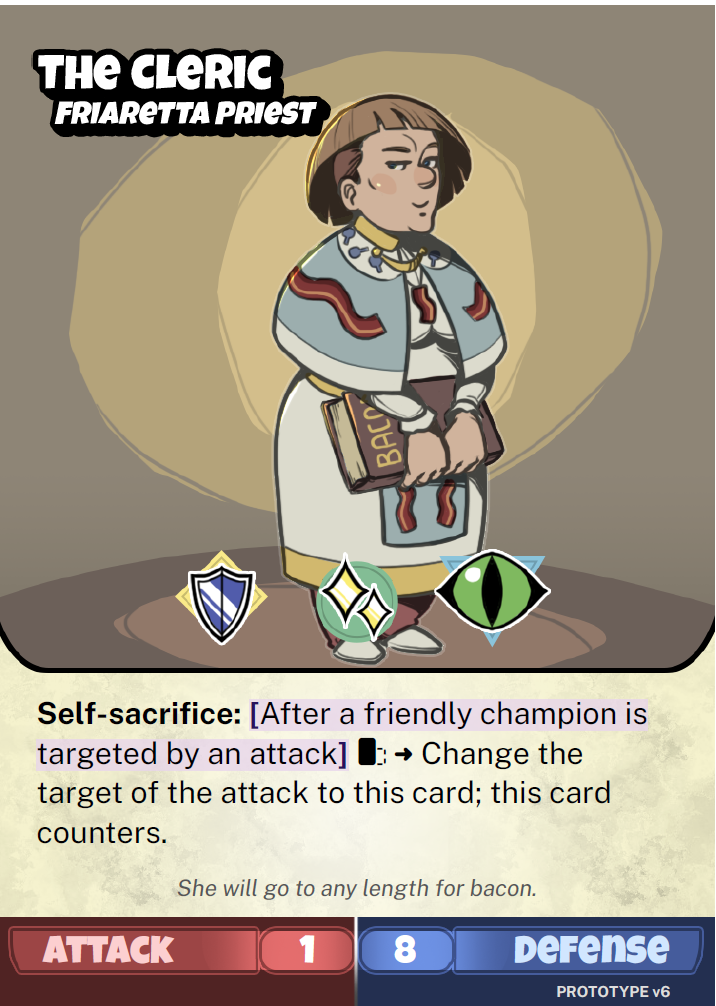 THE CLERIC
FRIARETTA PRIEST
BACO
Self-sacrifice: [After a friendly champion is
targeted by an attack] ➜ Change the
target of the attack to this card; this card
counters.
She will go to any length for bacon.
ATTACK 1 8 DEFENSE
PROTOTYPE v6